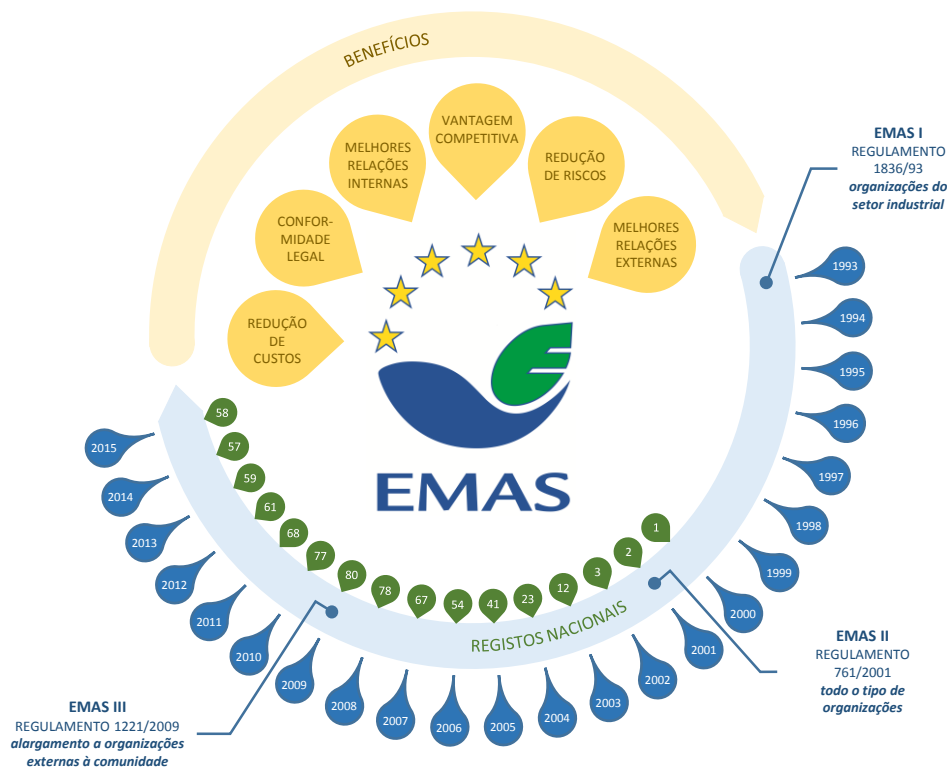 BENEFÍCIOS
REDUÇÃO
DE
CUSTOS
CONFOR-
MIDADE
LEGAL
MELHORES
RELAÇÕES
INTERNAS
VANTAGEM
COMPETITIVA
REDUÇÃO
DE RISCOS
MELHORES
RELAÇÕES
EXTERNAS
EMAS
EMAS I
REGULAMENTO
1836/93
organizações do
setor industrial
1993
1994
1995
1996
1997
1998
1999
2000
2001
2002
2003
2004
2005
2006
2007
2008
2009
2010
2011
2012
2013
2014
2015
1
2
3
12
23
41
54
67
78
80
77
68
61
59
57
58
REGISTOS NACIONAIS
EMAS II
REGULAMENTO
761/2001
todo o tipo de
organizações
EMAS III
REGULAMENTO 1221/2009
alargamento a organizações
externas à comunidade